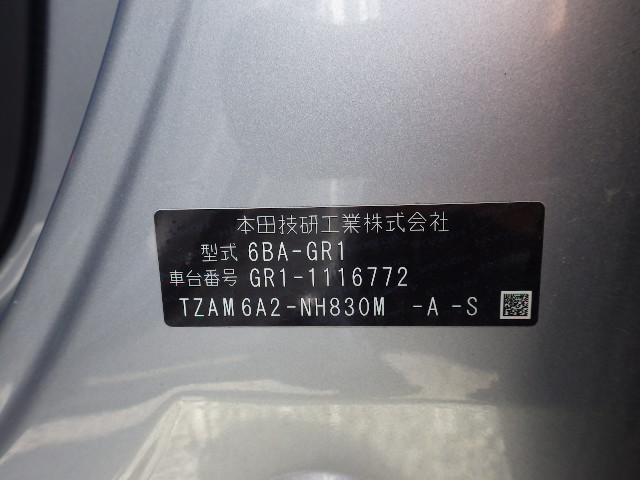 本田技研工業株式会社
型式 6BA-GR1
車台番号 GR1-1116772
TZAM6A2-NH830M -A-S